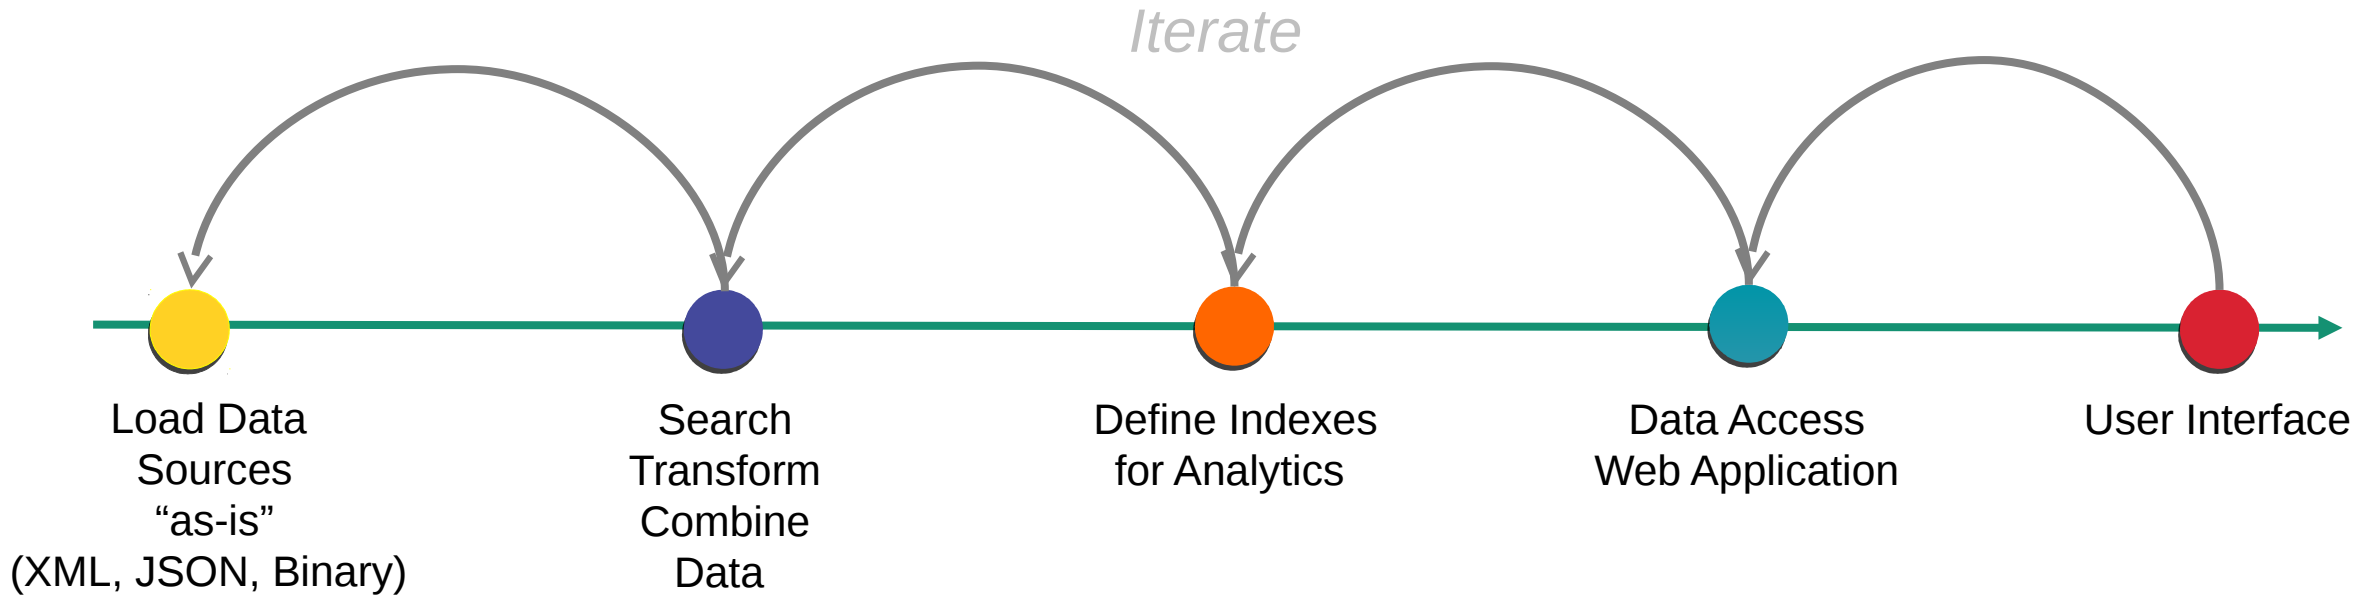 Iterate
Load Data
Sources
“as-is”
(XML, JSON, Binary)
Search
Transform
Combine
Data
Define Indexes
for Analytics
Data Access
Web Application
User Interface